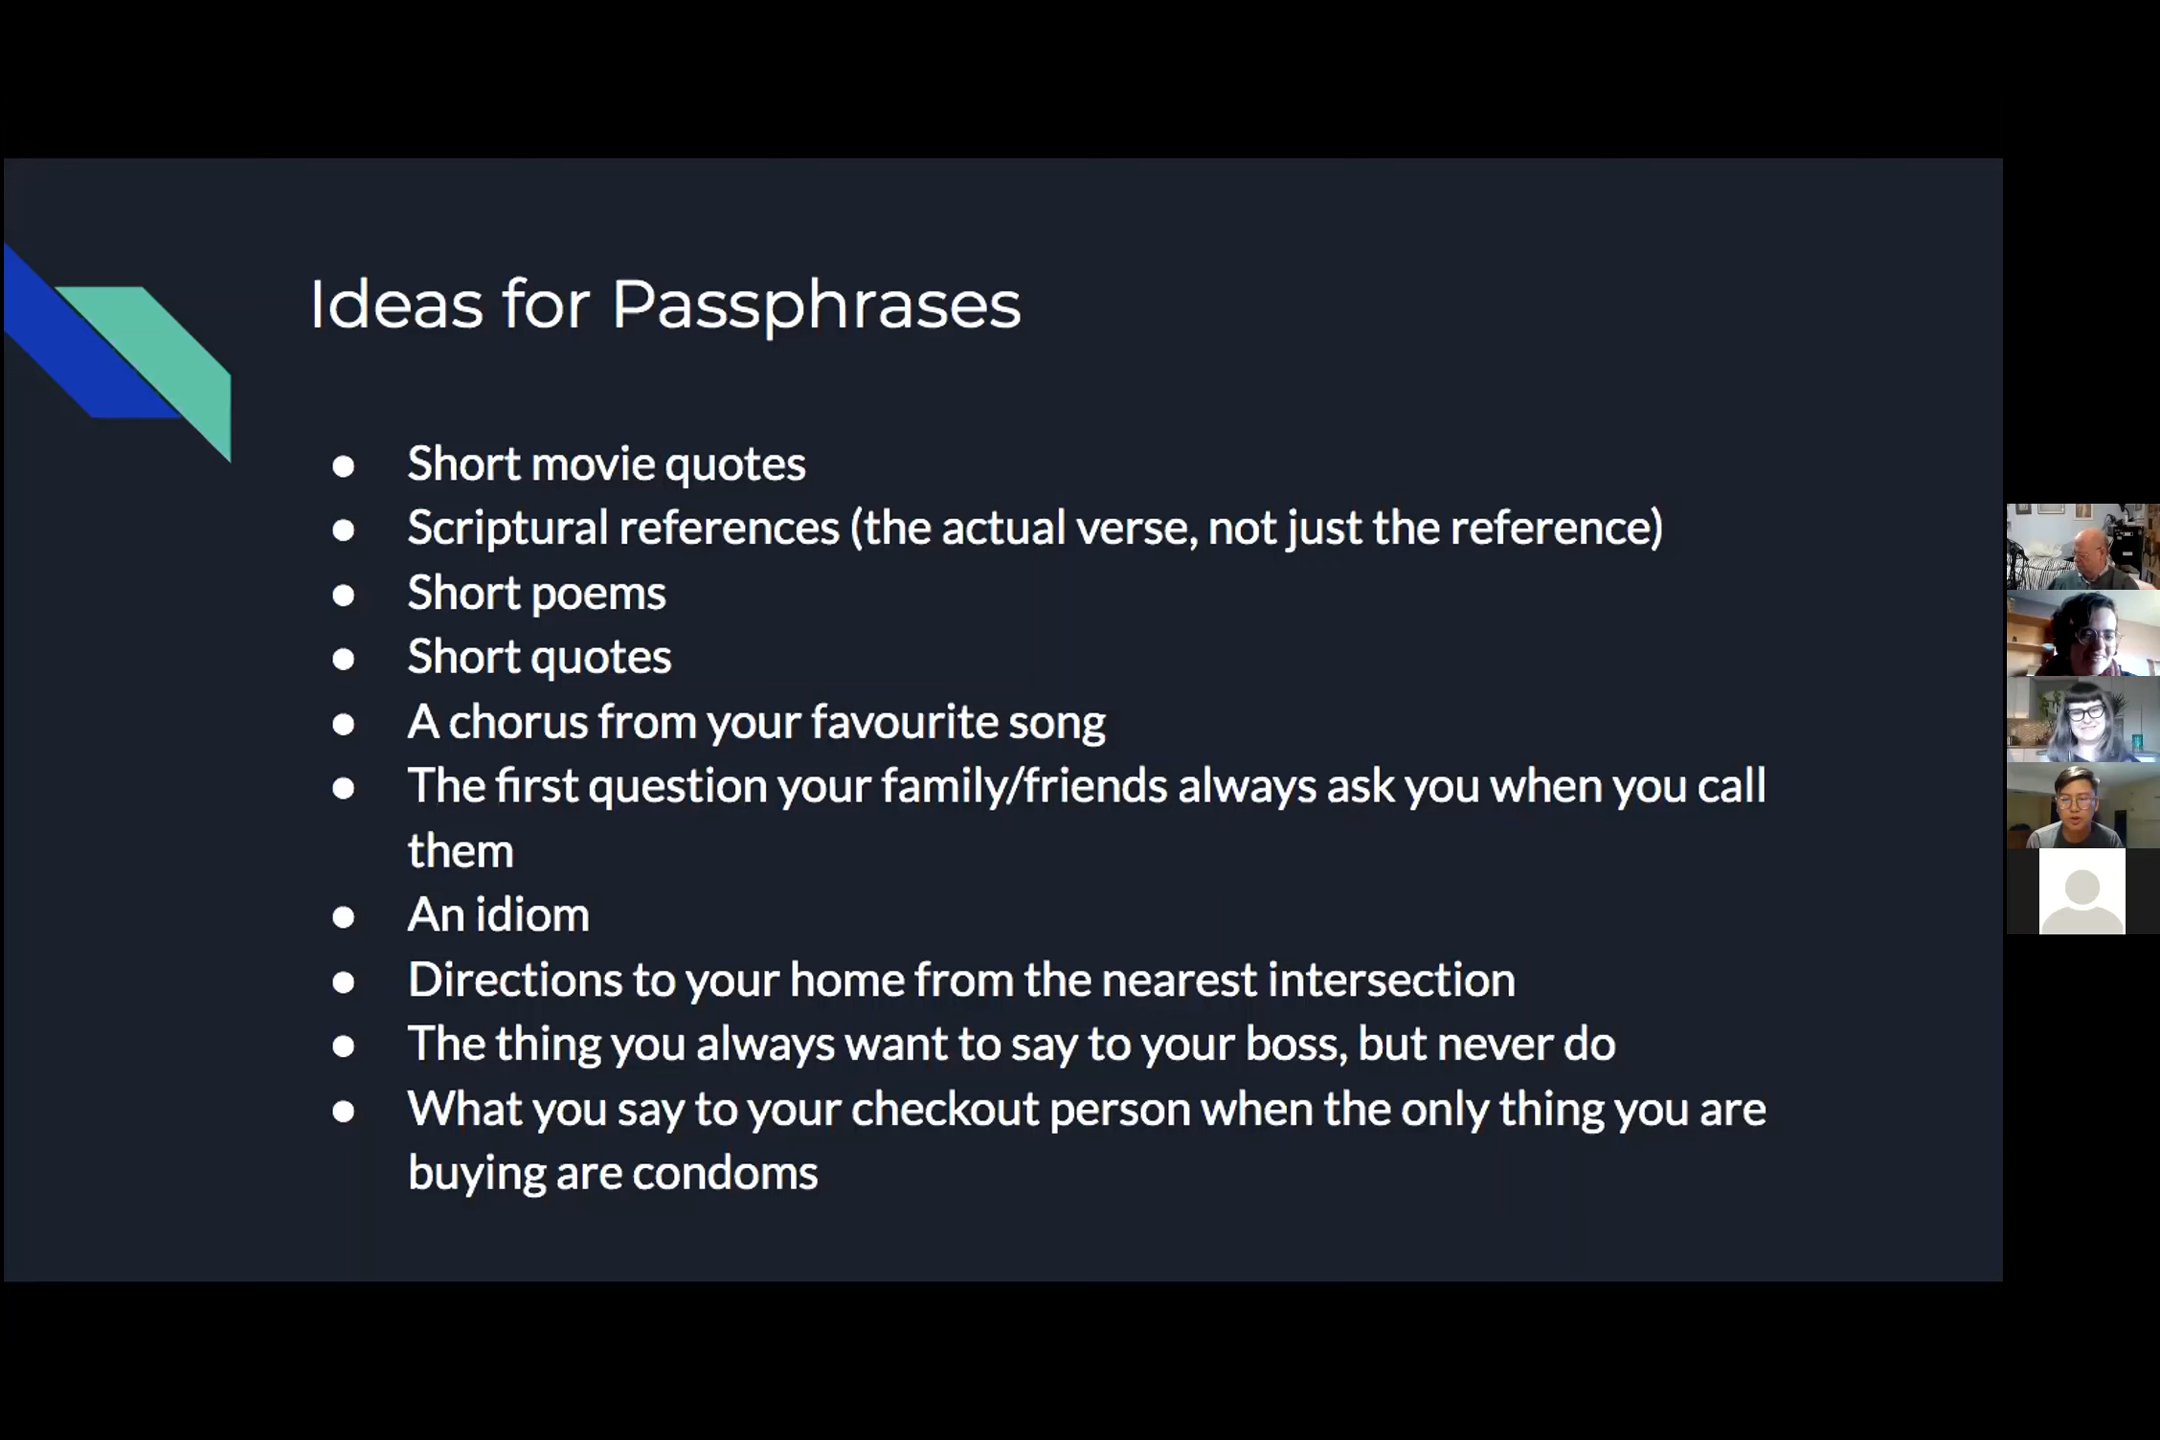 Ideas for Passphrases
● Short movie quotes
● Scriptural references (the actual verse, not just the reference)
● Short poems
● Short quotes
● A chorus from your favourite song
● The first question your family/friends always ask you when you call
them
● An idiom
● Directions to your home from the nearest intersection
● The thing you always want to say to your boss, but never do
● What you say to your checkout person when the only thing you are
buying are condoms